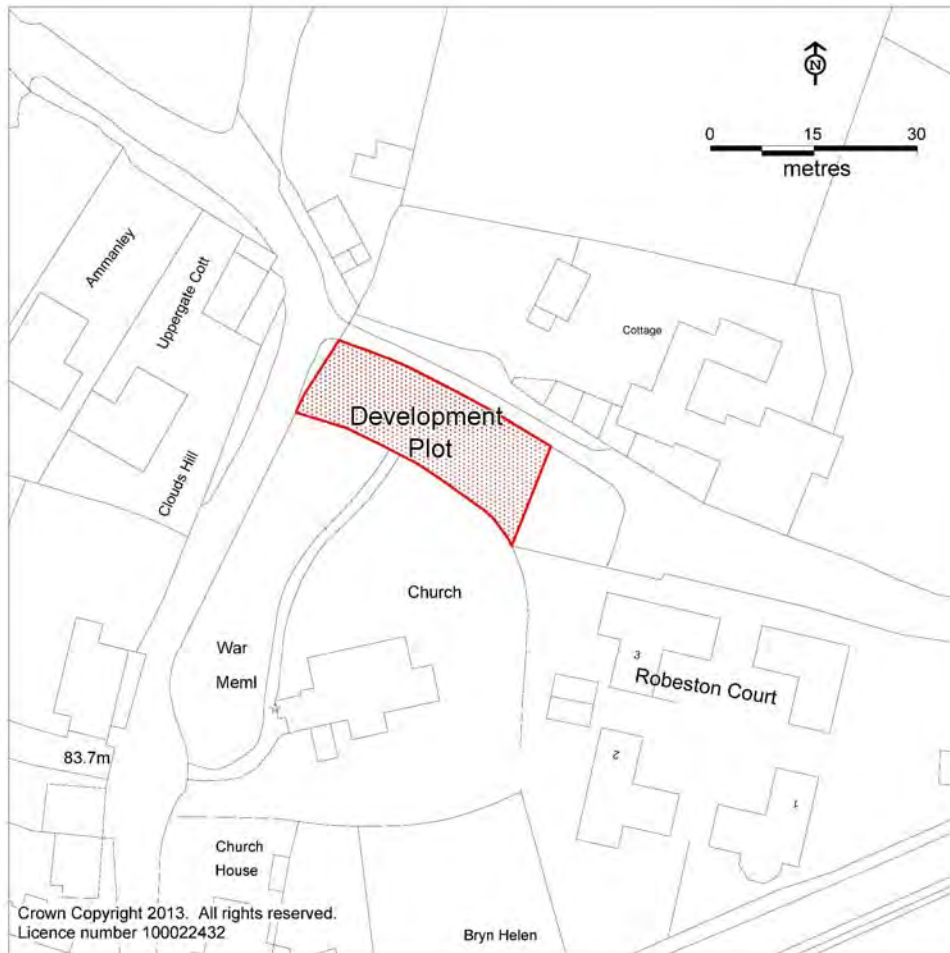 N
0 15 30
metres
Ammanley
Uppergate Cott
Cottage
Development
Plot
Clouds Hill
Church
War
Meml
3
Robeston Court
83.7m
2
1
Church
House
Crown Copyright 2013. All rights reserved.
Licence number 100022432
Bryn Helen